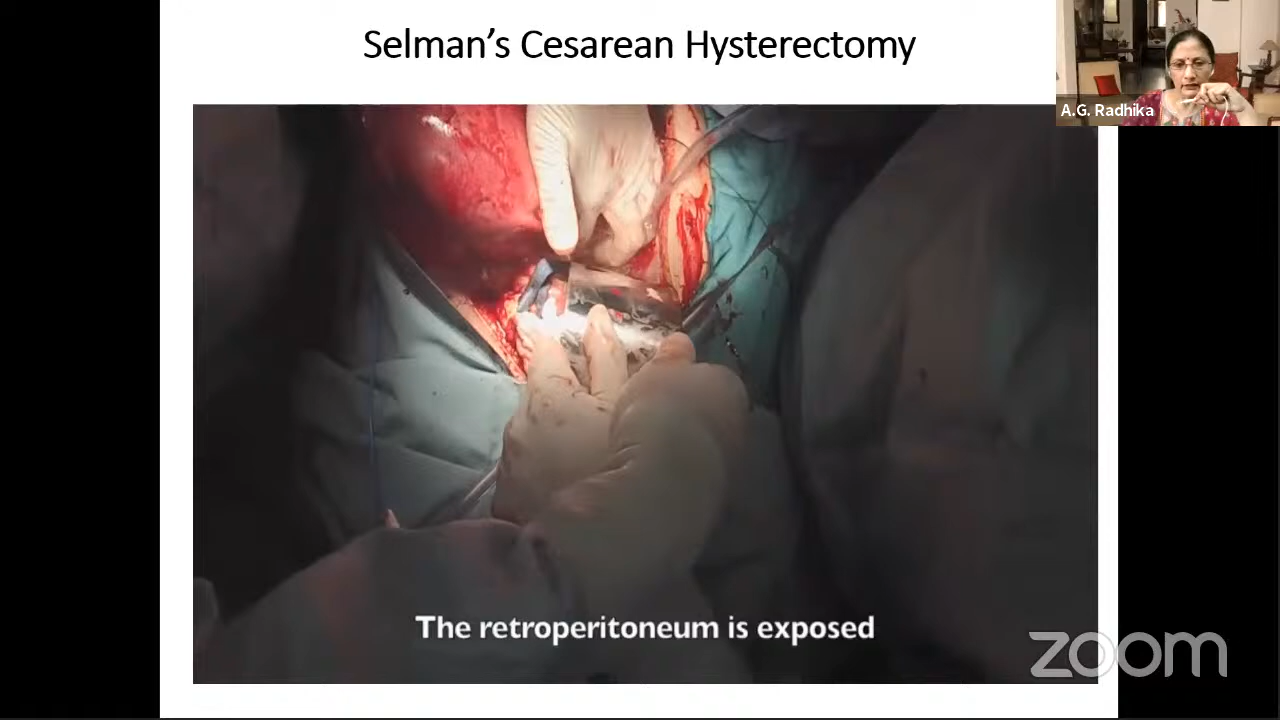 Selman's Cesarean Hysterectomy
A.G. Radhika
The retroperitoneum is exposed
zoom